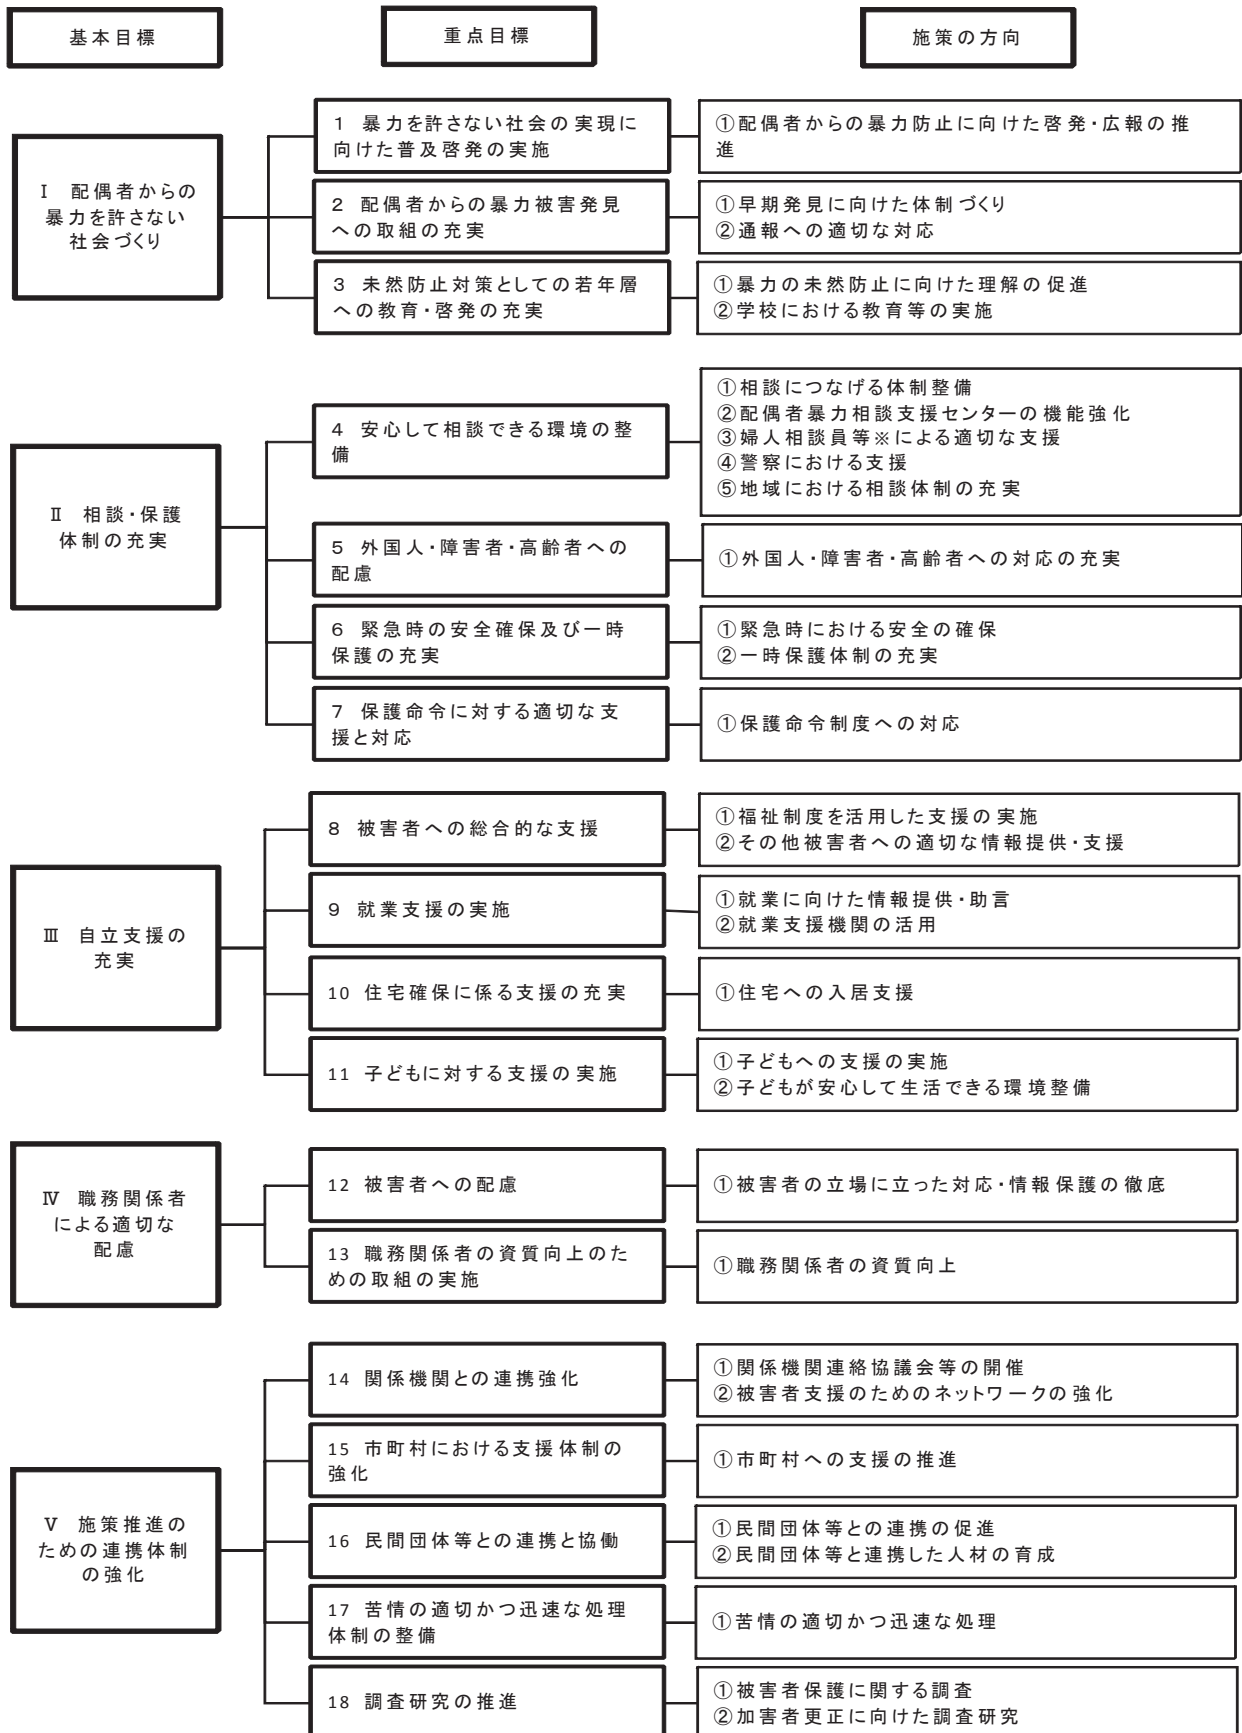 基本目標
重点目標
施策の方向
Ⅰ 配偶者からの
暴力を許さない
社会づくり
1 暴力を許さない社会の実現に
向けた普及啓発の実施
①配偶者からの暴力防止に向けた啓発・広報の推
進
2 配偶者からの暴力被害発見
への取組の充実
①早期発見に向けた体制づくり
②通報への適切な対応
3 未然防止対策としての若年層
への教育・啓発の充実
①暴力の未然防止に向けた理解の促進
②学校における教育等の実施
Ⅱ 相談・保護
体制の充実
4 安心して相談できる環境の整
備
①相談につなげる体制整備
②配偶者暴力相談支援センターの機能強化
③婦人相談員等※による適切な支援
④警察における支援
⑤地域における相談体制の充実
5 外国人・障害者・高齢者への
配慮
①外国人・障害者・高齢者への対応の充実
6 緊急時の安全確保及び一時
保護の充実
①緊急時における安全の確保
②一時保護体制の充実
7 保護命令に対する適切な支
援と対応
①保護命令制度への対応
Ⅲ 自立支援の
充実
8 被害者への総合的な支援
①福祉制度を活用した支援の実施
②その他被害者への適切な情報提供・支援
9 就業支援の実施
①就業に向けた情報提供・助言
②就業支援機関の活用
10 住宅確保に係る支援の充実
①住宅への入居支援
11 子どもに対する支援の実施
①子どもへの支援の実施
②子どもが安心して生活できる環境整備
Ⅳ 職務関係者
による適切な
配慮
12 被害者への配慮
①被害者の立場に立った対応・情報保護の徹底
13 職務関係者の資質向上のた
めの取組の実施
①職務関係者の資質向上
Ⅴ 施策推進の
ための連携体制
の強化
14 関係機関との連携強化
①関係機関連絡協議会等の開催
②被害者支援のためのネットワークの強化
15 市町村における支援体制の
強化
①市町村への支援の推進
16 民間団体等との連携と協働
①民間団体等との連携の促進
②民間団体等と連携した人材の育成
17 苦情の適切かつ迅速な処理
体制の整備
①苦情の適切かつ迅速な処理
18 調査研究の推進
①被害者保護に関する調査
②加害者更正に向けた調査研究